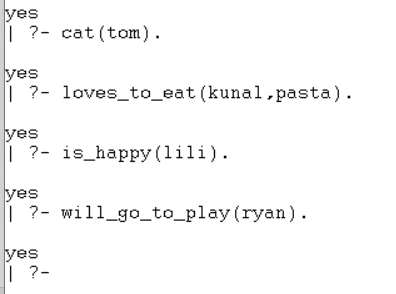 yes
| ?- cat(tom).
yes
| ?- loves_to_eat(kunal,pasta).
yes
| ?- is_happy(lili).
yes
| ?- will_go_to_play(ryan).
yes
| ?-